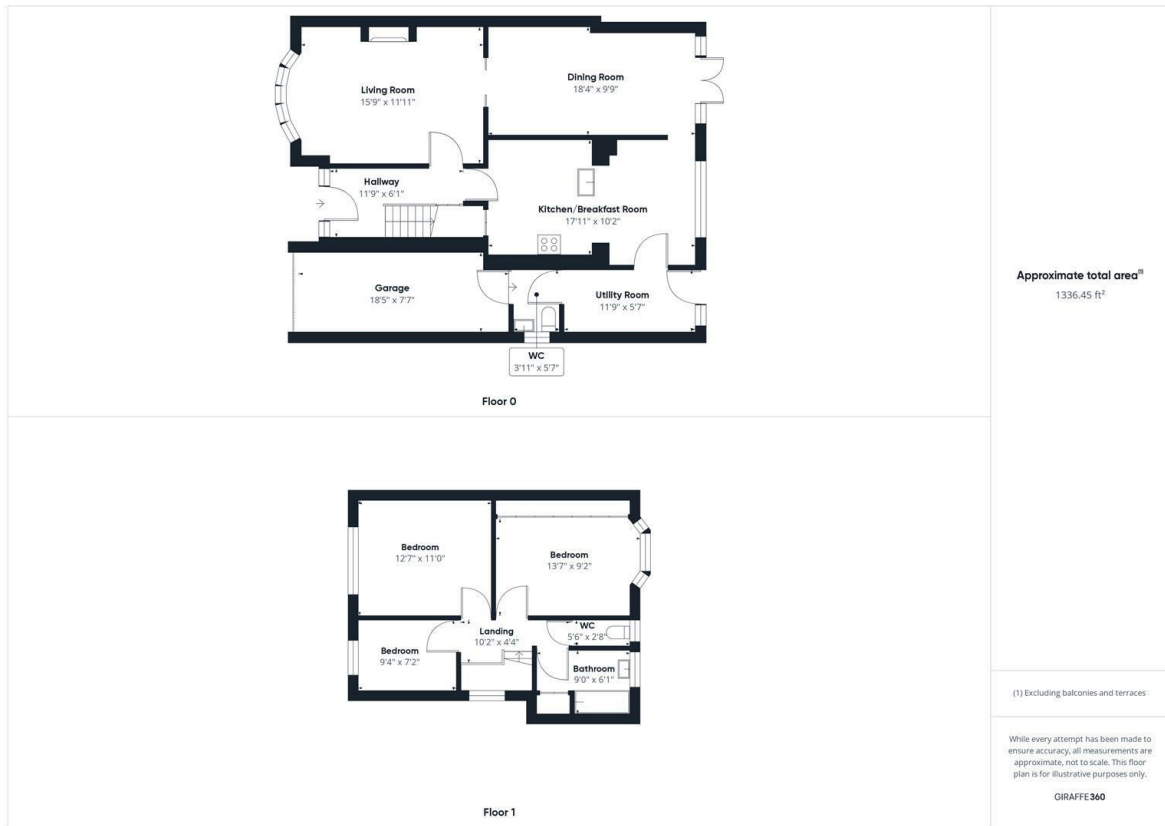 Living Room
15'9" x 11'11"
Dining Room
18'4" x 9'9"
Hallway
11'9" x 6'1"
Kitchen/Breakfast Room
17'11" x 10'2"
Garage
18'5" x 7'7"
Utility Room
11'9" x 5'7"
WC
3'11" x 5'7"
Floor 0
Approximate total area(1)
1336.45 ft²
Bedroom
12'7" x 11'0"
Bedroom
13'7" x 9'2"
Landing
10'2" x 4'4"
WC
5'6" x 2'8"
Bedroom
9'4" x 7'2"
Bathroom
9'0" x 6'1"
Floor 1
(1) Excluding balconies and terraces
While every attempt has been made to
ensure accuracy, all measurements are
approximate, not to scale. This floor
plan is for illustrative purposes only.
GIRAFFE360